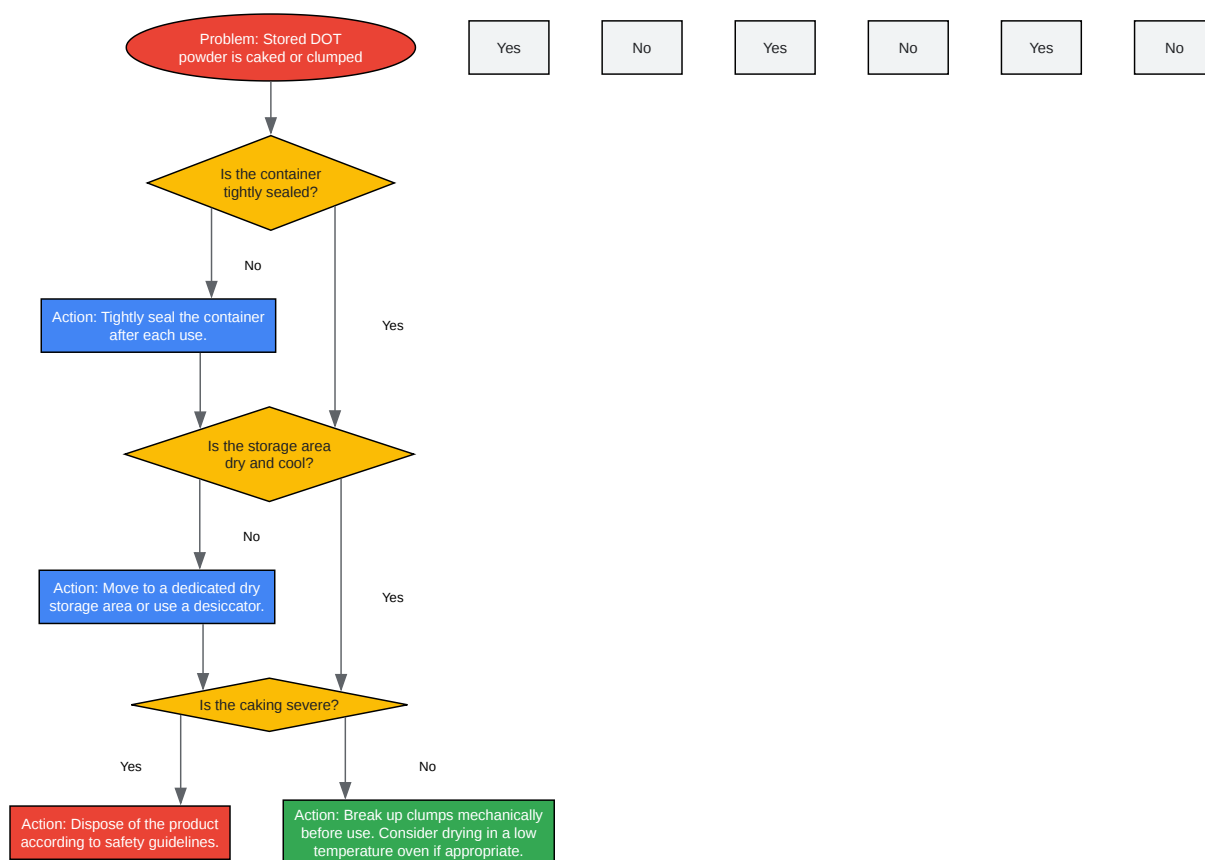 Problem: Stored DOT
powder is caked or clumped
Yes
No
Yes
No
Yes
No
Is the container
tightly sealed?
No
Action: Tightly seal the container
after each use.
Yes
Is the storage area
dry and cool?
No
Action: Move to a dedicated dry
storage area or use a desiccator.
Yes
Is the caking severe?
Yes
No
Action: Dispose of the product
according to safety guidelines.
Action: Break up clumps mechanically
before use. Consider drying in a low
temperature oven if appropriate.